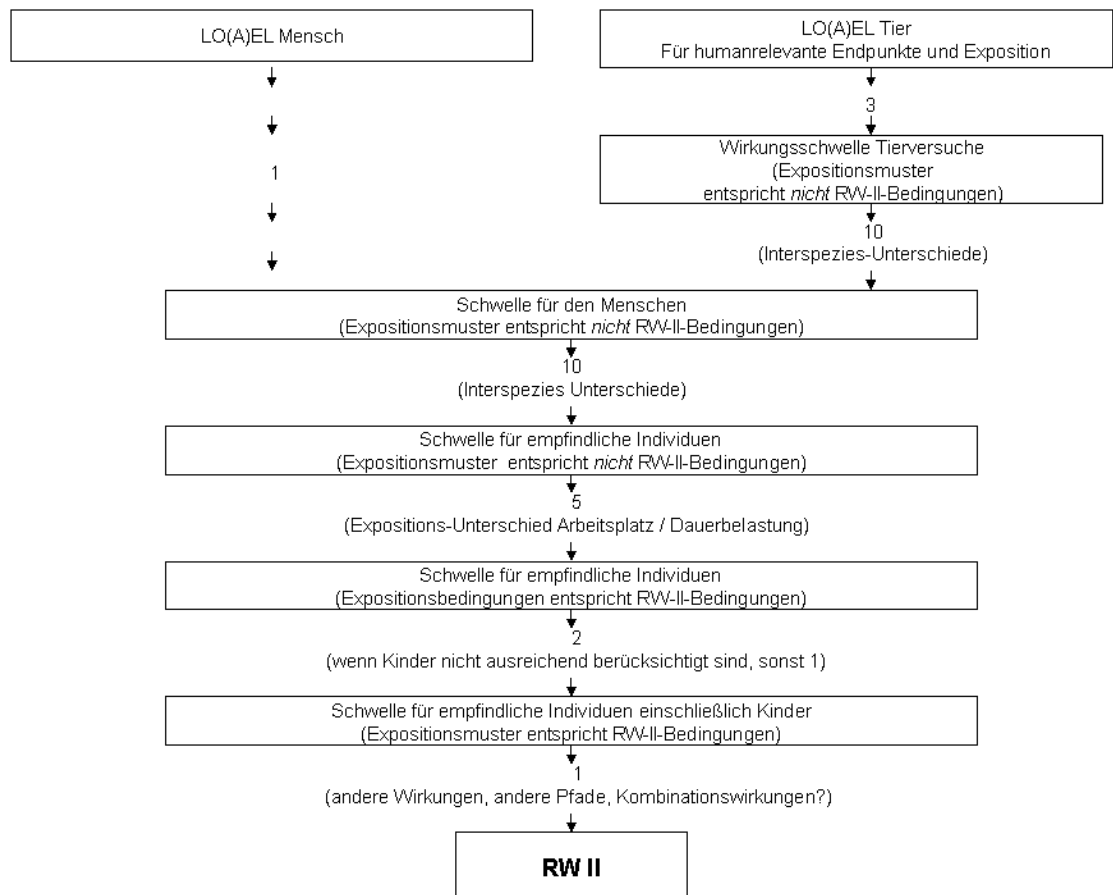 LO(A)EL Mensch
LO(A)EL Tier
Für humanrelevante Endpunkte und Exposition
3
Wirkungsschwelle Tierversuche
(Expositionsmuster
entspricht nicht RW-II-Bedingungen)
1
10
(Interspezies-Unterschiede)
Schwelle für den Menschen
(Expositionsmuster entspricht nicht RW-II-Bedingungen)
10
(Interspezies Unterschiede)
Schwelle für empfindliche Individuen
(Expositionsmuster entspricht nicht RW-II-Bedingungen)
5
(Expositions-Unterschied Arbeitsplatz / Dauerbelastung)
Schwelle für empfindliche Individuen
(Expositionsbedingungen entspricht RW-II-Bedingungen)
2
(wenn Kinder nicht ausreichend berücksichtigt sind, sonst 1)
Schwelle für empfindliche Individuen einschließlich Kinder
(Expositionsmuster entspricht RW-II-Bedingungen)
1
(andere Wirkungen, andere Pfade, Kombinationswirkungen?)
RW II